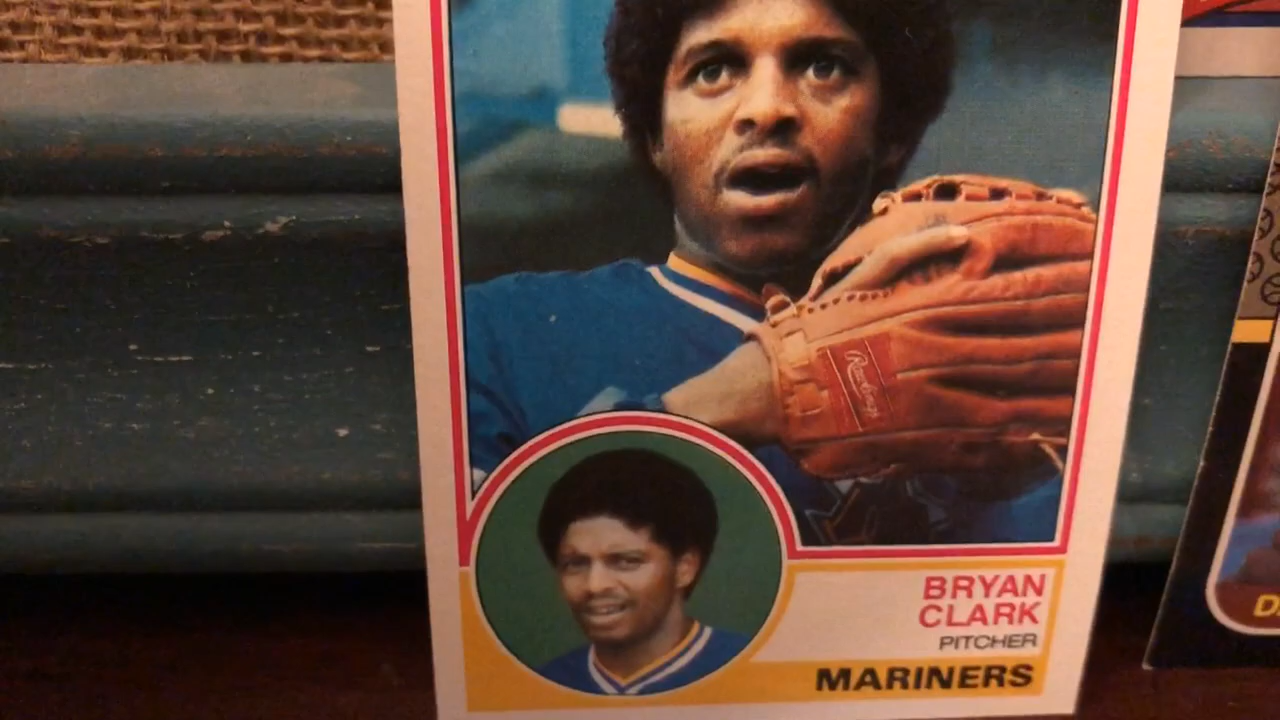 Rawlings
BRYAN
CLARK
PITCHER
MARINERS
D